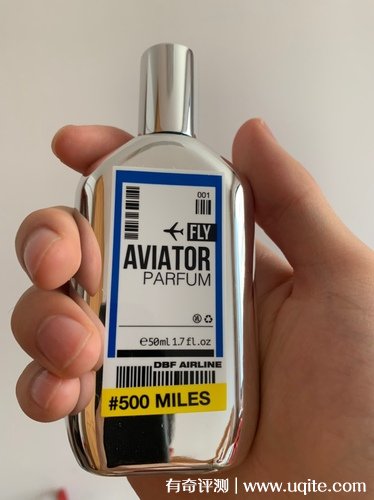 001
FLY
AVIATOR
PARFUM
℮50ml 1.7 fl.oz
DBF AIRLINE
#500 MILES
有奇评测 | www.uqite.com